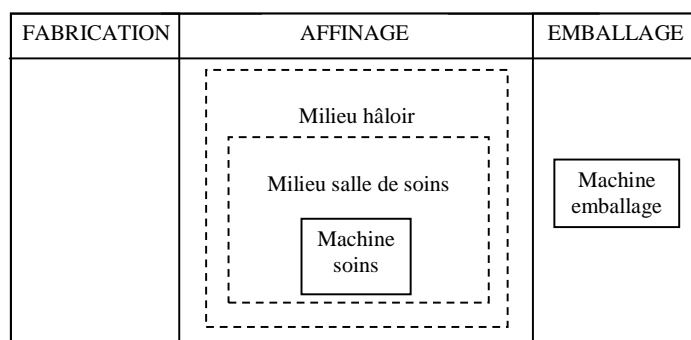 FABRICATION
AFFINAGE
EMBALLAGE
Milieu hâloir
Milieu salle de soins
Machine
soins
Machine
emballage